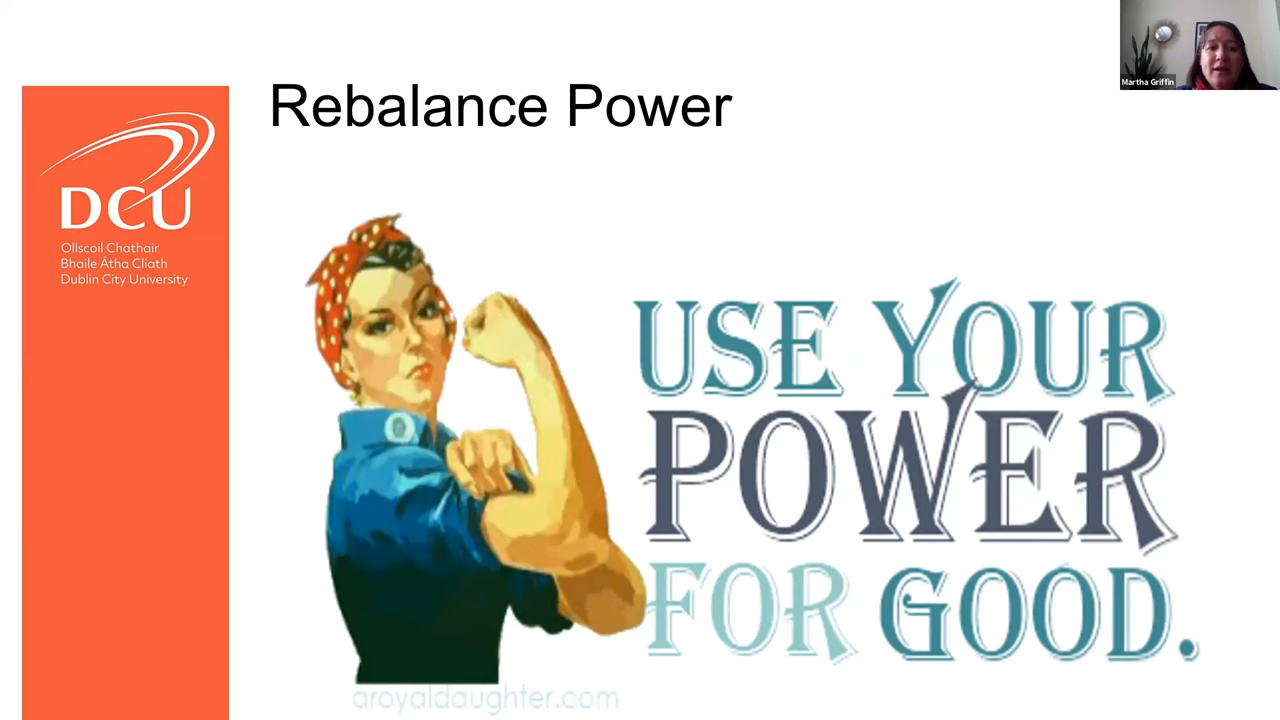 Rebalance Power
Martha Griffin
DCU
Ollscoil Chathair
Bhaile Átha Cliath
Dublin City University
USE YOUR
POWER
FOR GOOD.
aroyaldaughter.com